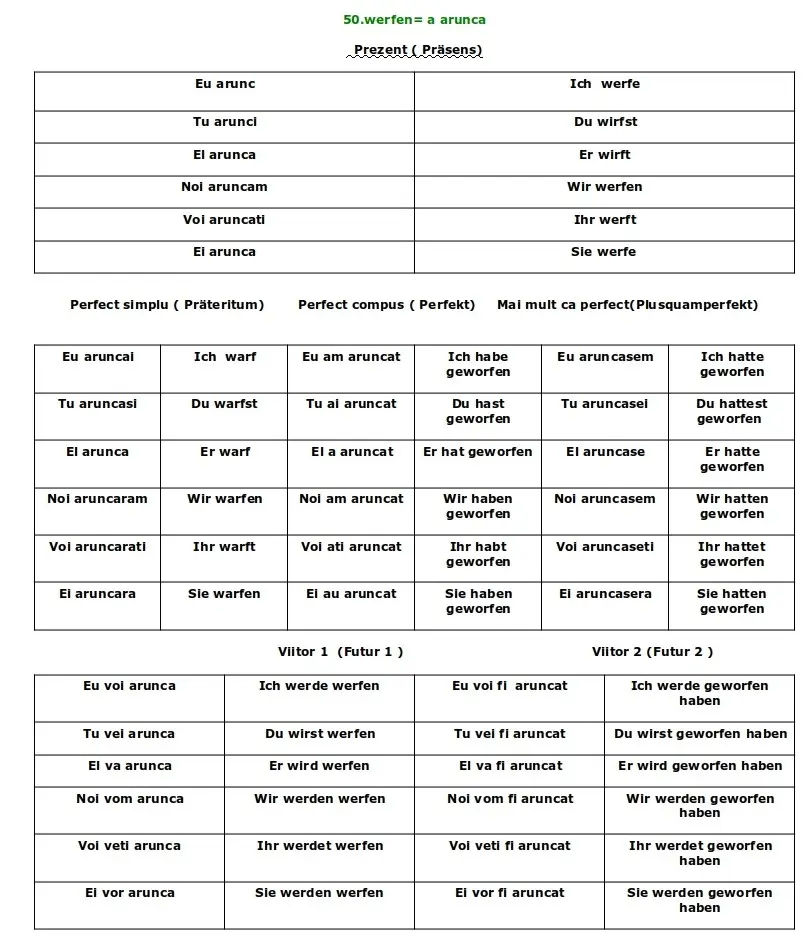 50.werfen= a arunca
Prezent ( Präsens)
Eu arunc Ich werfe
Tu arunci Du wirfst
El arunca Er wirft
Noi aruncam Wir werfen
Voi aruncati Ihr werft
Ei arunca Sie werfe
Perfect simplu ( Präteritum) Perfect compus ( Perfekt) Mai mult ca perfect(Plusquamperfekt)
Eu aruncai Ich warf Eu am aruncat Ich habe geworfen Eu aruncasem Ich hatte geworfen
Tu aruncasi Du warfst Tu ai aruncat Du hast geworfen Tu aruncasei Du hattest geworfen
El arunca Er warf El a aruncat Er hat geworfen El aruncase Er hatte geworfen
Noi aruncaram Wir warfen Noi am aruncat Wir haben geworfen Noi aruncasem Wir hatten geworfen
Voi aruncarati Ihr warft Voi ati aruncat Ihr habt geworfen Voi aruncaseti Ihr hattet geworfen
Ei aruncara Sie warfen Ei au aruncat Sie haben geworfen Ei aruncasera Sie hatten geworfen
Viitor 1 (Futur 1 ) Viitor 2 (Futur 2 )
Eu voi arunca Ich werde werfen Eu voi fi aruncat Ich werde geworfen haben
Tu vei arunca Du wirst werfen Tu vei fi aruncat Du wirst geworfen haben
El va arunca Er wird werfen El va fi aruncat Er wird geworfen haben
Noi vom arunca Wir werden werfen Noi vom fi aruncat Wir werden geworfen haben
Voi veti arunca Ihr werdet werfen Voi veti fi aruncat Ihr werdet geworfen haben
Ei vor arunca Sie werden werfen Ei vor fi aruncat Sie werden geworfen haben